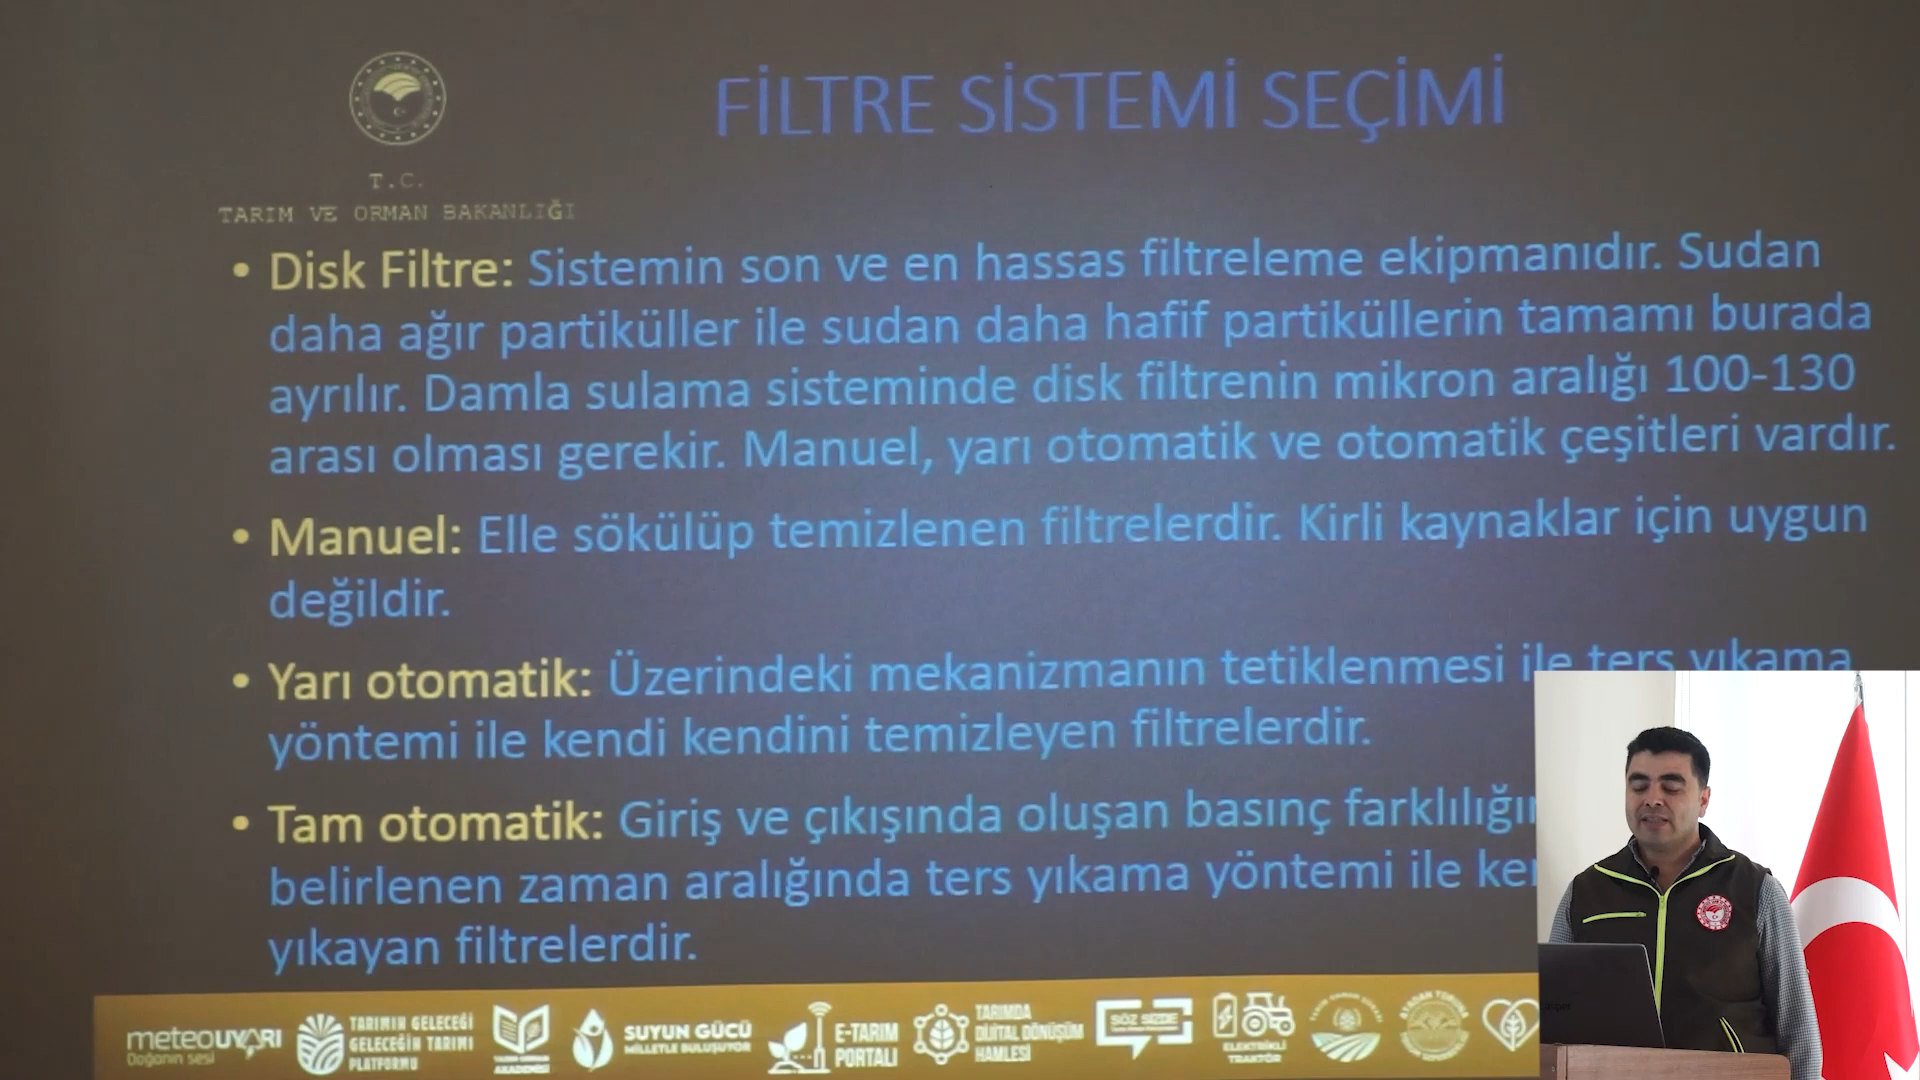 FİLTRE SİSTEMİ SEÇİMİ
T.C.
TARIM VE ORMAN BAKANLIĞI
• Disk Filtre: Sistemin son ve en hassas filtreleme ekipmanıdır. Sudan
daha ağır partiküller ile sudan daha hafif partiküllerin tamamı burada
ayrılır. Damla sulama sisteminde disk filtrenin mikron aralığı 100-130
arası olması gerekir. Manuel, yarı otomatik ve otomatik çeşitleri vardır.
• Manuel: Elle sökülüp temizlenen filtrelerdir. Kirli kaynaklar için uygun
değildir.
• Yarı otomatik: Üzerindeki mekanizmanın tetiklenmesi ile ters yıkama
yöntemi ile kendi kendini temizleyen filtrelerdir.
• Tam otomatik: Giriş ve çıkışında oluşan basınç
belirlenen zaman aralığında ters yıkama yöntemi ile
yıkayan filtrelerdir.
meteoUYARI
Doğanın sesi
TARIMIN GELECEĞİ
GELECEĞİN TARIMI
PLATFORMU
TARIM ORMAN
AKADEMİSİ
SUYUN GÜCÜ
MİLLETLE BULUŞUYOR
E-TARIM
PORTALI
TARIMDA
DİJİTAL DÖNÜŞÜM
HAMLESİ
SÖZ SİZDE
ELEKTRİKLİ
TRAKTÖR